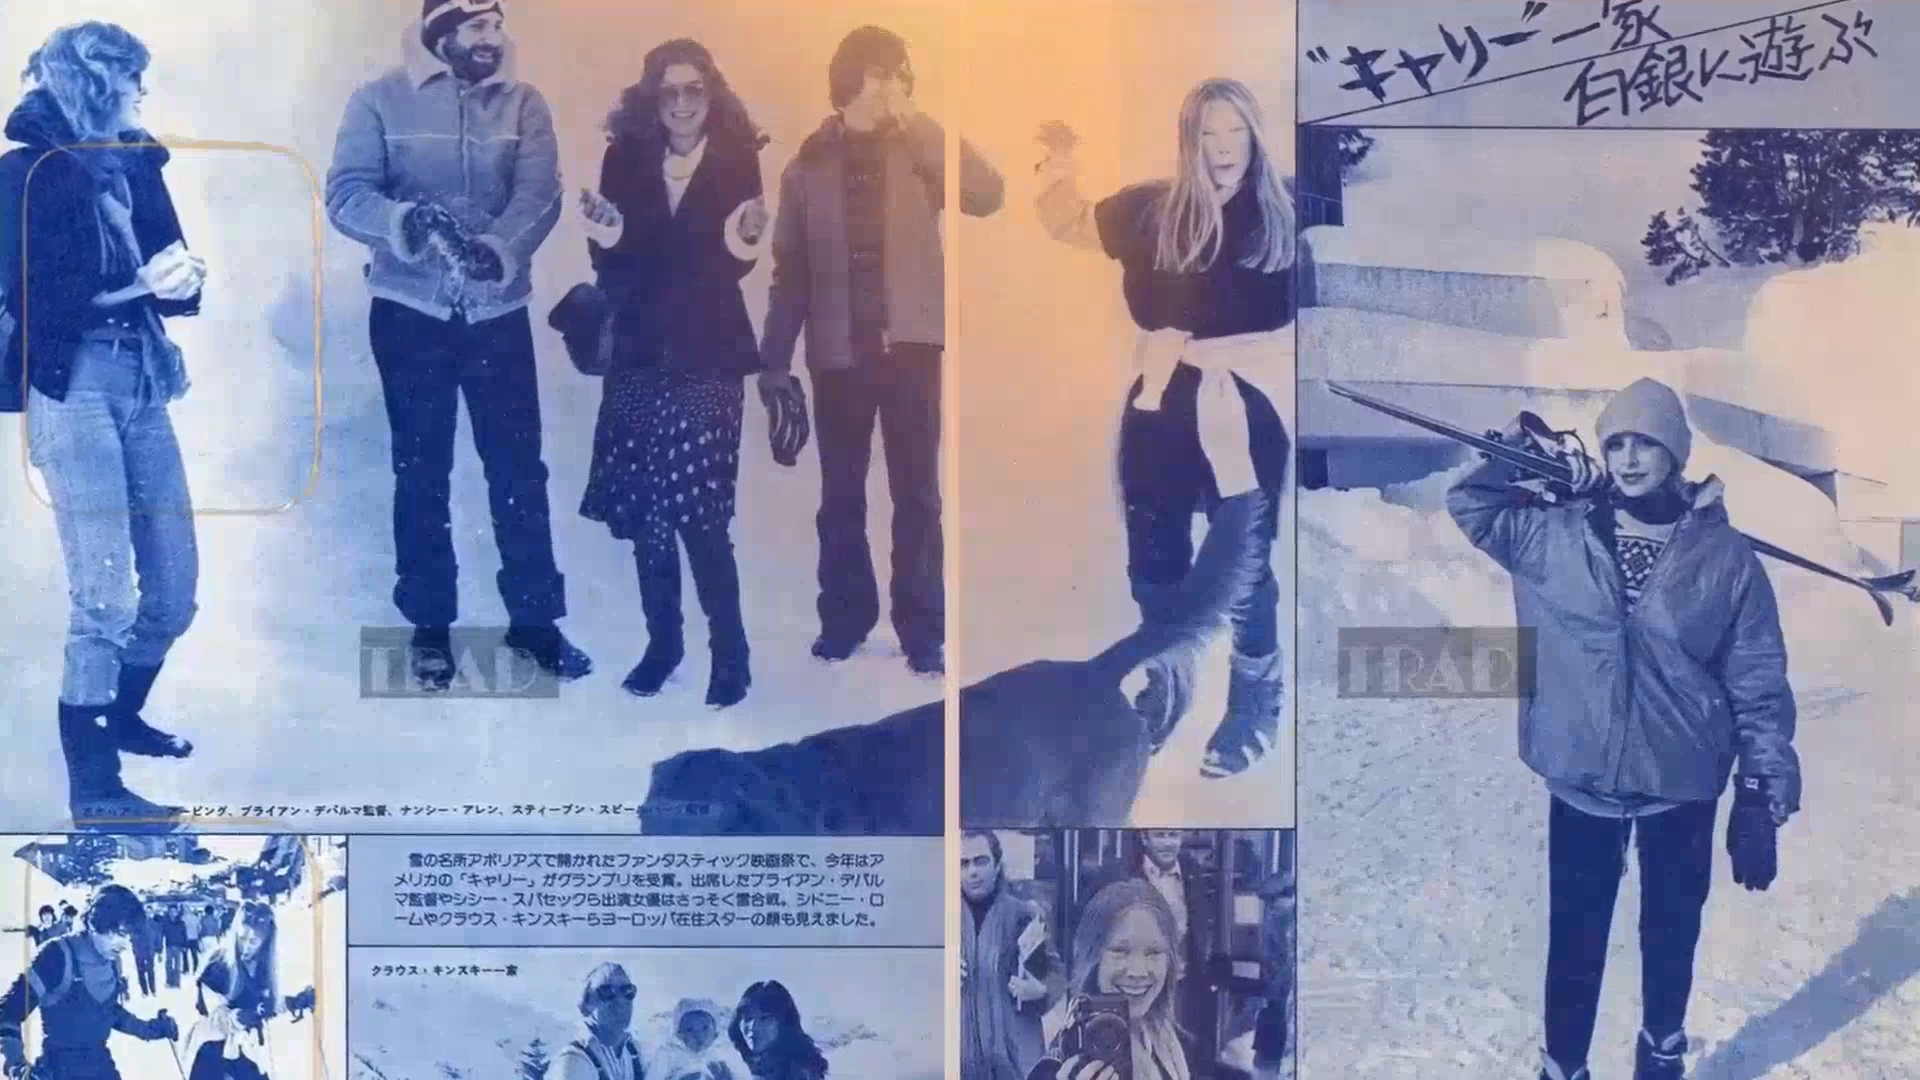 “キャリー”一家
白銀に遊ぶ
TRAD
TRAD
ービング、ブライアン・デパルマ監督、ナンシー・アレン、スティーブン・スピー
雪の名所アボリアズで開かれたファンタスティック映画祭で、今年はア
メリカの「キャリー」がグランプリを受賞。出席したブライアン・デパル
マ監督やシシー・スパセックら出演女優はさっそく雪合戦。シドニー・ロ
ームやクラウス・キンスキーらヨーロッパ在住スターの顔も見えました。
クラウス・キンスキー一家